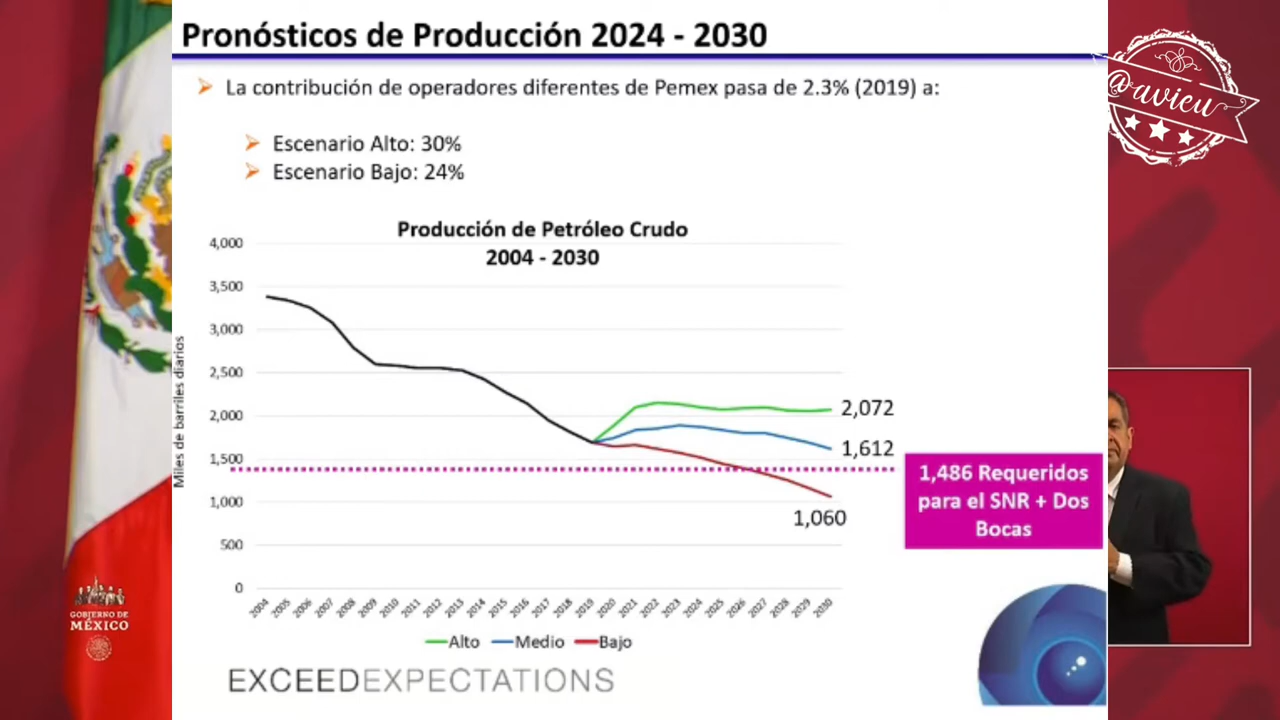 Pronósticos de Producción 2024 - 2030
La contribución de operadores diferentes de Pemex pasa de 2.3% (2019) a:
Escenario Alto: 30%
Escenario Bajo: 24%
@avieu
Producción de Petróleo Crudo
2004 - 2030
Miles de barriles diarios
4,000
3,500
3,000
2,500
2,000
1,500
1,000
500
0
2,072
1,612
1,060
1,486 Requeridos
para el SNR + Dos
Bocas
2004 2005 2006 2007 2008 2009 2010 2011 2012 2013 2014 2015 2016 2017 2018 2019 2020 2021 2022 2023 2024 2025 2026 2027 2028 2029 2030
Alto Medio Bajo
EXCEEDEXPECTATIONS
GOBIERNO DE
MÉXICO